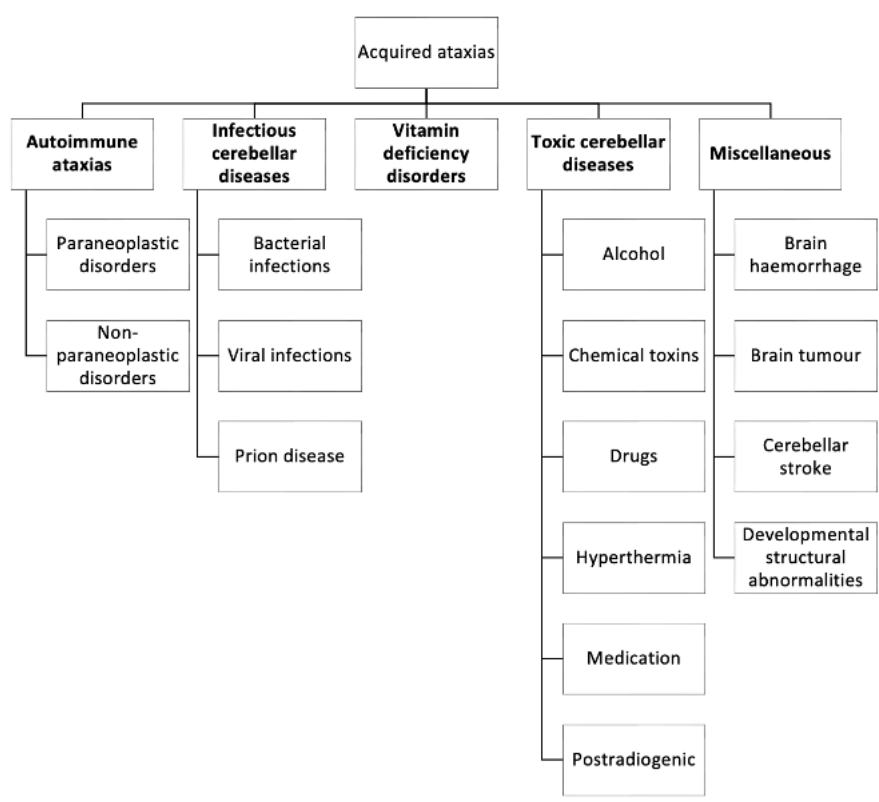 Acquired ataxias
Autoimmune
ataxias
Infectious
cerebellar
diseases
Vitamin
deficiency
disorders
Toxic cerebellar
diseases
Miscellaneous
Paraneoplastic
disorders
Non-
paraneoplastic
disorders
Bacterial
infections
Viral infections
Prion disease
Alcohol
Chemical toxins
Drugs
Hyperthermia
Medication
Postradiogenic
Brain
haemorrhage
Brain tumour
Cerebellar
stroke
Developmental
structural
abnormalities